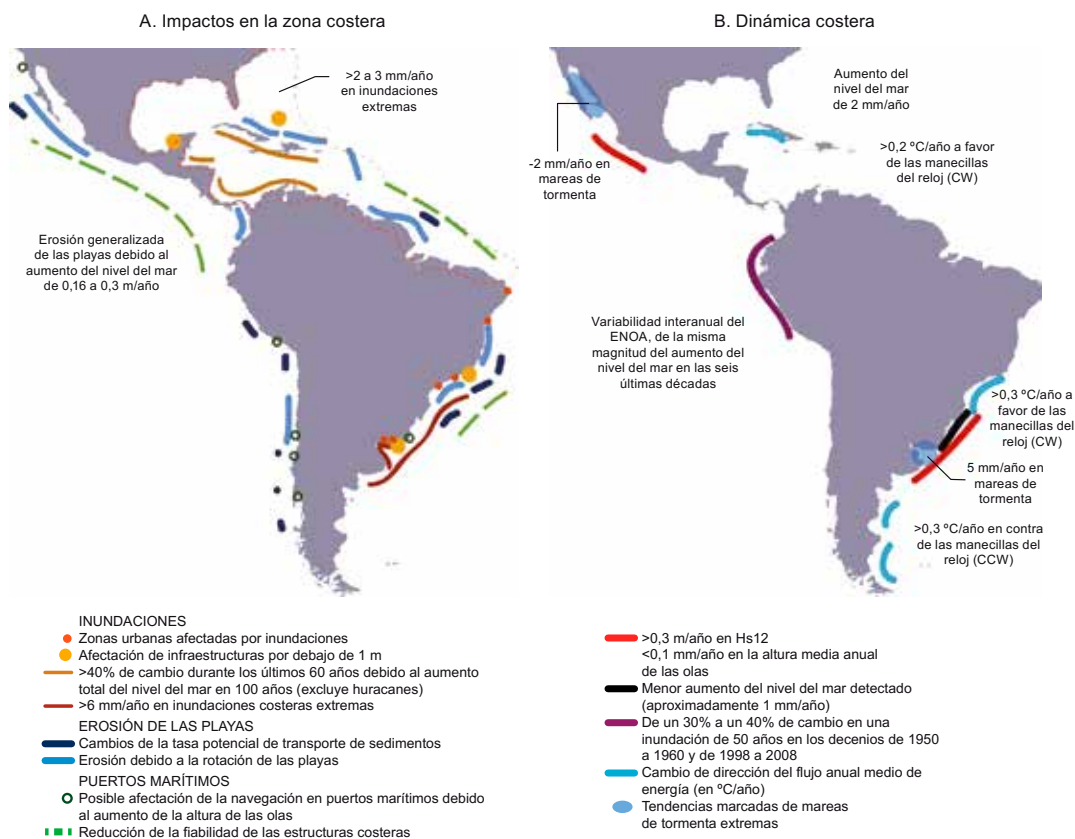 A. Impactos en la zona costera
>2 a 3 mm/año
en inundaciones
extremas
Erosión generalizada
de las playas debido al
aumento del nivel del mar
de 0,16 a 0,3 m/año
INUNDACIONES
Zonas urbanas afectadas por inundaciones
Afectación de infraestructuras por debajo de 1 m
>40% de cambio durante los últimos 60 años debido al aumento
total del nivel del mar en 100 años (excluye huracanes)
>6 mm/año en inundaciones costeras extremas
EROSIÓN DE LAS PLAYAS
Cambios de la tasa potencial de transporte de sedimentos
Erosión debido a la rotación de las playas
PUERTOS MARÍTIMOS
Posible afectación de la navegación en puertos marítimos debido
al aumento de la altura de las olas
Reducción de la fiabilidad de las estructuras costeras
B. Dinámica costera
Aumento del
nivel del mar
de 2 mm/año
-2 mm/año en
mareas de
tormenta
>0,2 ºC/año a favor
de las manecillas
del reloj (CW)
Variabilidad interanual del
ENOA, de la misma
magnitud del aumento del
nivel del mar en las seis
últimas décadas
>0,3 ºC/año a
favor de las
manecillas del
reloj (CW)
5 mm/año en
mareas de
tormenta
>0,3 ºC/año en contra
de las manecillas del
reloj (CCW)
>0,3 m/año en Hs12
<0,1 mm/año en la altura media anual
de las olas
Menor aumento del nivel del mar detectado
(aproximadamente 1 mm/año)
De un 30% a un 40% de cambio en una
inundación de 50 años en los decenios de 1950
a 1960 y de 1998 a 2008
Cambio de dirección del flujo anual medio de
energía (en ºC/año)
Tendencias marcadas de mareas
de tormenta extremas